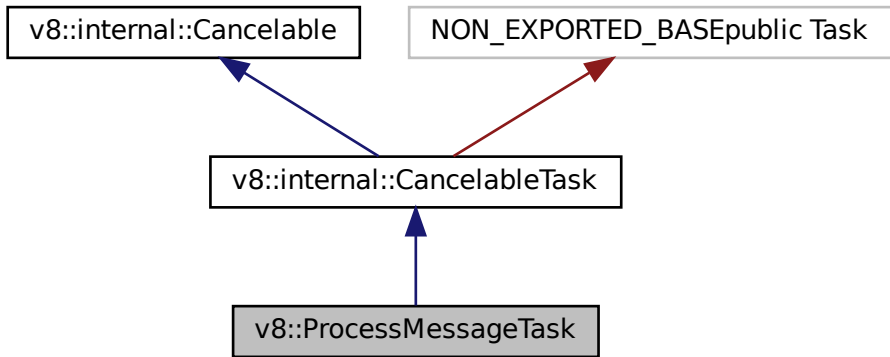 v8::internal::Cancelable
NON_EXPORTED_BASEpublic Task
v8::internal::CancelableTask
v8::ProcessMessageTask